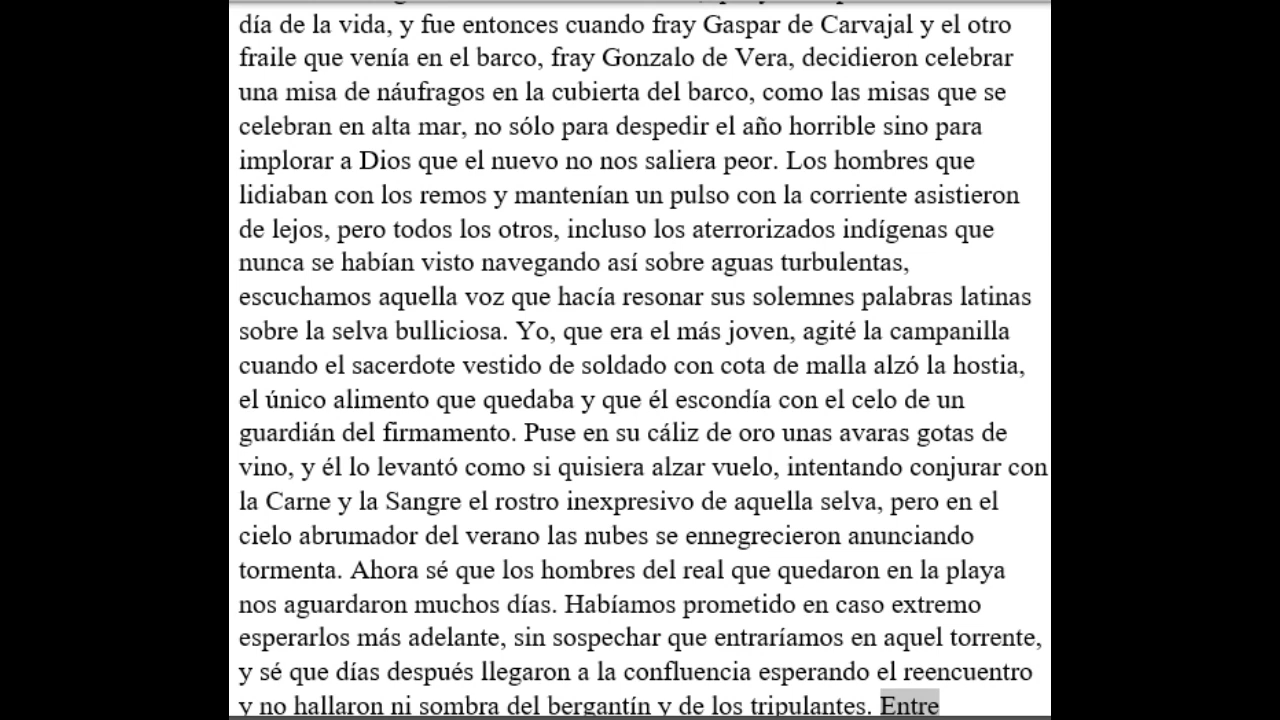 día de la vida, y fue entonces cuando fray Gaspar de Carvajal y el otro
fraile que venía en el barco, fray Gonzalo de Vera, decidieron celebrar
una misa de náufragos en la cubierta del barco, como las misas que se
celebran en alta mar, no sólo para despedir el año horrible sino para
implorar a Dios que el nuevo no nos saliera peor. Los hombres que
lidiaban con los remos y mantenían un pulso con la corriente asistieron
de lejos, pero todos los otros, incluso los aterrorizados indígenas que
nunca se habían visto navegando así sobre aguas turbulentas,
escuchamos aquella voz que hacía resonar sus solemnes palabras latinas
sobre la selva bulliciosa. Yo, que era el más joven, agité la campanilla
cuando el sacerdote vestido de soldado con cota de malla alzó la hostia,
el único alimento que quedaba y que él escondía con el celo de un
guardián del firmamento. Puse en su cáliz de oro unas avaras gotas de
vino, y él lo levantó como si quisiera alzar vuelo, intentando conjurar con
la Carne y la Sangre el rostro inexpresivo de aquella selva, pero en el
cielo abrumador del verano las nubes se ennegrecieron anunciando
tormenta. Ahora sé que los hombres del real que quedaron en la playa
nos aguardaron muchos días. Habíamos prometido en caso extremo
esperarlos más adelante, sin sospechar que entraríamos en aquel torrente,
y sé que días después llegaron a la confluencia esperando el reencuentro
y no hallaron ni sombra del bergantín y de los tripulantes. Entre